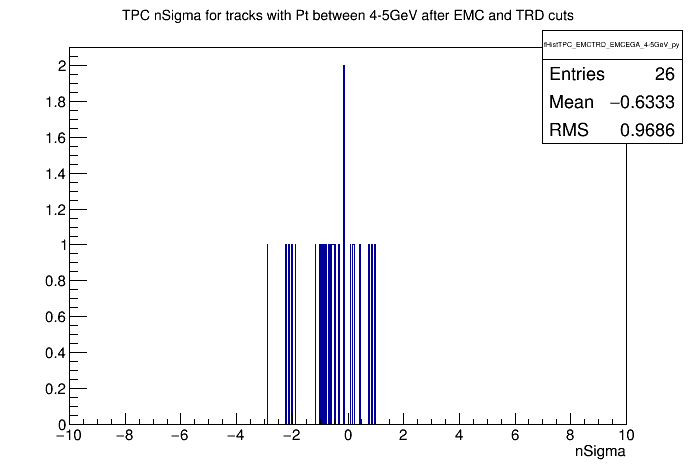 TPC nSigma for tracks with Pt between 4-5GeV after EMC and TRD cuts
fHistTPC_EMCTRD_EMCEGA_4-5GeV_py
Entries 26
Mean −0.6333
RMS 0.9686
2
1.8
1.6
1.4
1.2
1
0.8
0.6
0.4
0.2
0
−10 −8 −6 −4 −2 0 2 4 6 8 10
nSigma